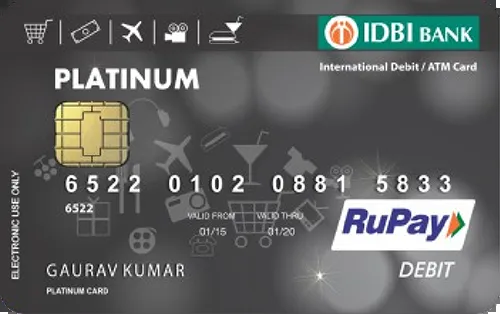 IDBI BANK
International Debit / ATM Card
PLATINUM
6522 0102 0881 5833
6522
VALID FROM VALID THRU
01/15 01/20
RuPay
GAURAV KUMAR
DEBIT
PLATINUM CARD
ELECTRONIC USE ONLY